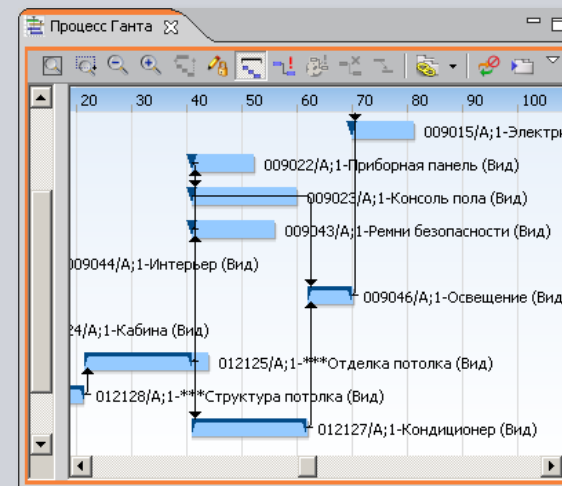 Процесс Ганта
20 30 40 50 60 70 80 90 100
009015/A;1-Электри
009022/A;1-Приборная панель (Вид)
009023/A;1-Консоль пола (Вид)
009043/A;1-Ремни безопасности (Вид)
009044/A;1-Интерьер (Вид)
009046/A;1-Освещение (Вид
24/A;1-Кабина (Вид)
012125/A;1-***Отделка потолка (Вид)
012128/A;1-***Структура потолка (Вид)
012127/A;1-Кондиционер (Вид)